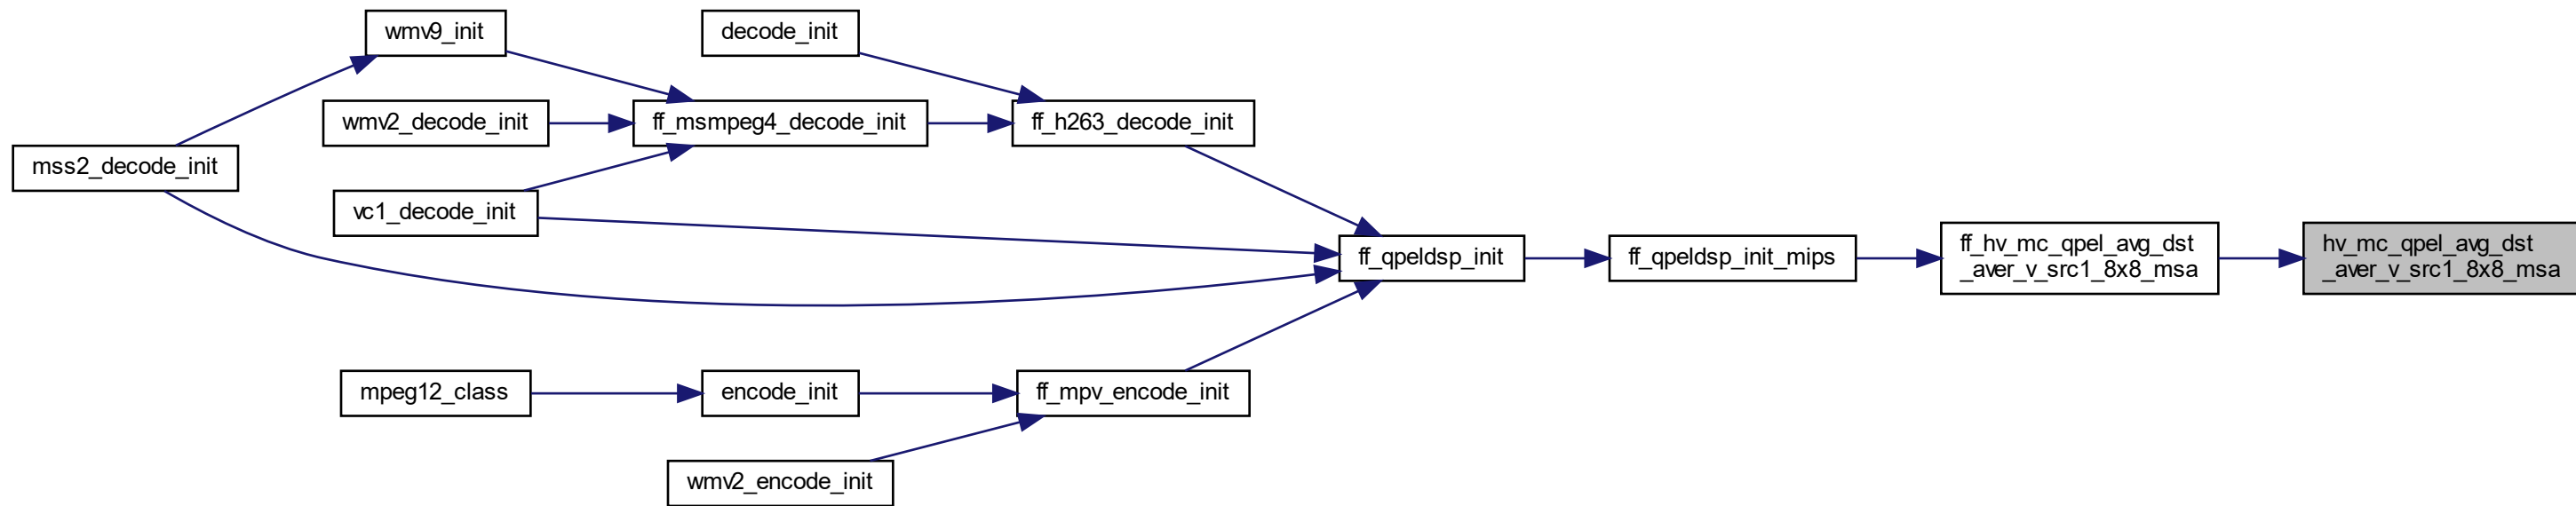 wmv9_init
decode_init
wmv2_decode_init
ff_msmpeg4_decode_init
ff_h263_decode_init
mss2_decode_init
vc1_decode_init
ff_qpeldsp_init
ff_qpeldsp_init_mips
ff_hv_mc_qpel_avg_dst
_aver_v_src1_8x8_msa
hv_mc_qpel_avg_dst
_aver_v_src1_8x8_msa
mpeg12_class
encode_init
ff_mpv_encode_init
wmv2_encode_init